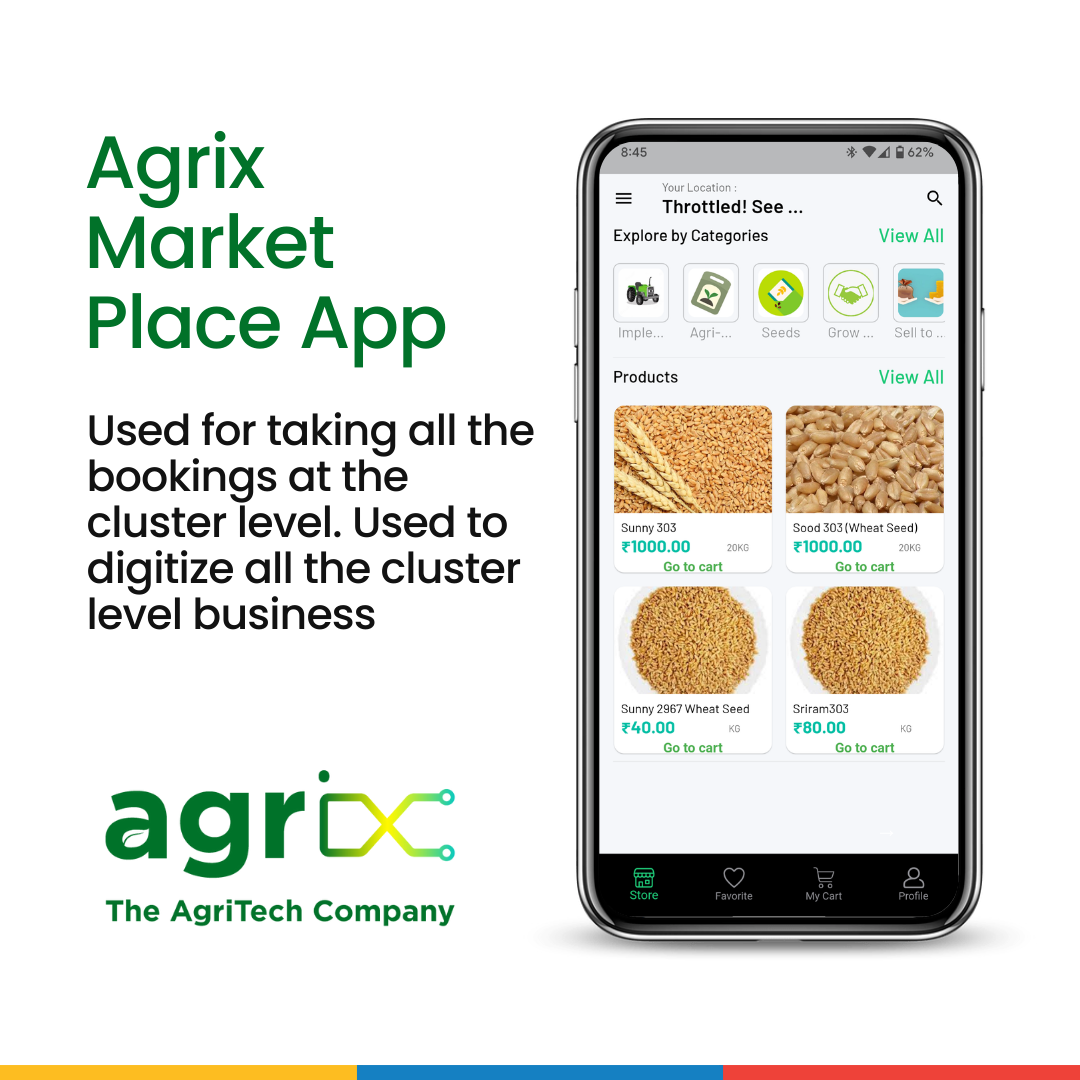 Agrix
Market
Place App
Used for taking all the
bookings at the
cluster level. Used to
digitize all the cluster
level business
agrix
The AgriTech Company
8:45
62%
Your Location :
Throttled! See ...
Explore by Categories
View All
Imple...
Agri-...
Seeds
Grow ...
Sell to ...
Products
View All
Sunny 303
₹1000.00
20KG
Go to cart
Sood 303 (Wheat Seed)
₹1000.00
20KG
Go to cart
Sunny 2967 Wheat Seed
₹40.00
KG
Go to cart
Sriram303
₹80.00
KG
Go to cart
Store
Favorite
My Cart
Profile